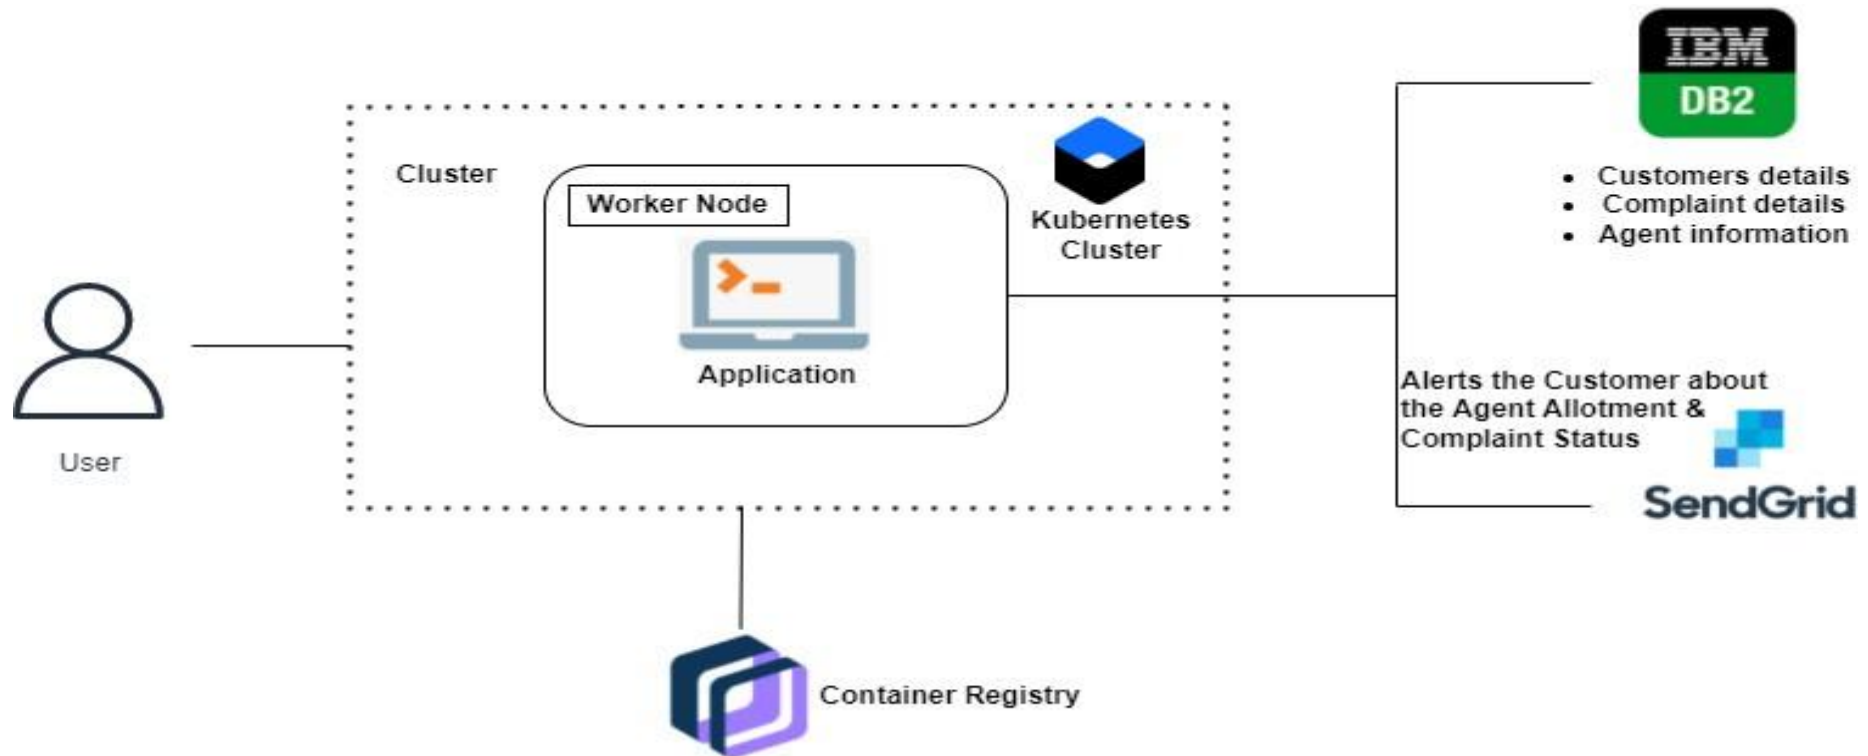 IBM
DB2
Cluster
Worker Node
Kubernetes
Cluster
• Customers details
• Complaint details
• Agent information
Application
User
Alerts the Customer about
the Agent Allotment &
Complaint Status
SendGrid
Container Registry